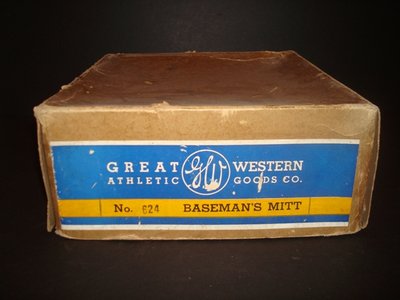 GREAT GW WESTERN
ATHLETIC GOODS CO.
No. 624 BASEMAN'S MITT